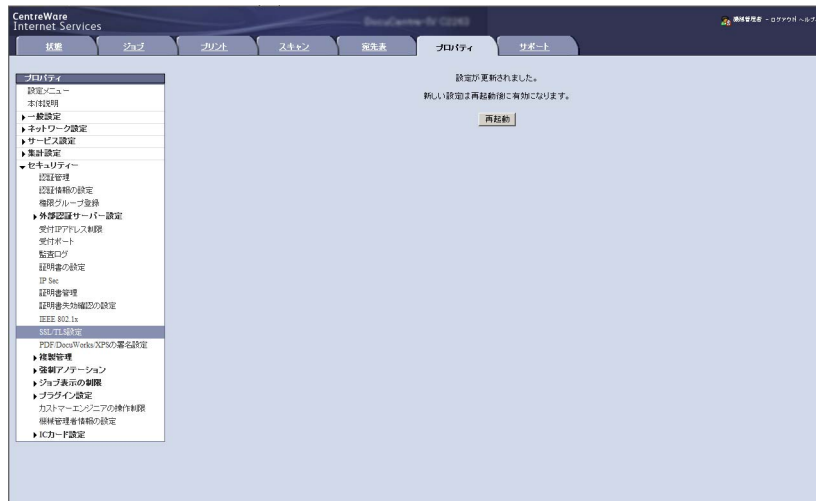 CentreWare
Internet Services
機械管理者 - ログアウト
状態
ジョブ
プリント
スキャン
宛先表
プロパティ
サポート
プロパティ
設定メニュー
本体説明
一般設定
ネットワーク設定
サービス設定
集計設定
セキュリティー
認証管理
認証情報の設定
権限グループ登録
外部認証サーバー設定
受付IPアドレス制限
受付ポート
監査ログ
証明書の設定
IP Sec
証明書管理
証明書失効確認の設定
IEEE 802.1x
SSL/TLS設定
PDF/DocuWorks/XPSの署名設定
複製管理
強制アノテーション
ジョブ表示の制限
プラグイン設定
カストマーエンジニアの操作制限
機械管理者情報の設定
ICカード設定
設定が更新されました。
新しい設定は再起動後に有効になります。
再起動